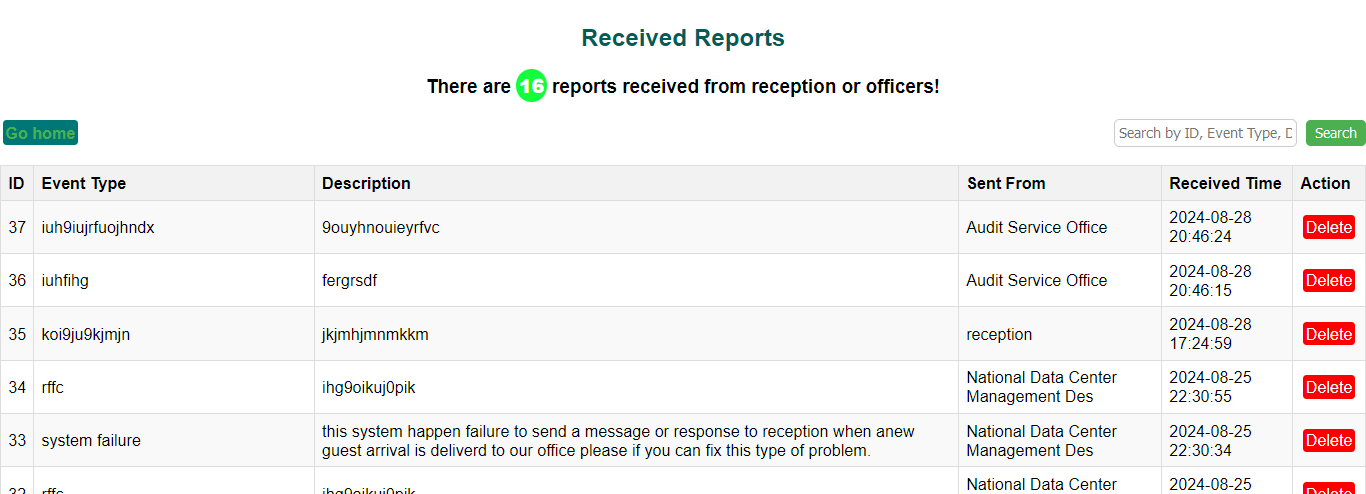 Received Reports
There are 16 reports received from reception or officers!
Go home
Search by ID, Event Type, D
Search
ID Event Type Description Sent From Received Time Action
37 iuh9iujrfuojhndx 9ouyhnouieyrfvc Audit Service Office 2024-08-28
20:46:24 Delete
36 iuhfihg fergrsdf Audit Service Office 2024-08-28
20:46:15 Delete
35 koi9ju9kjmjn jkjmhjmnmkkm reception 2024-08-28
17:24:59 Delete
34 rffc ihg9oikuj0pik National Data Center
Management Des 2024-08-25
22:30:55 Delete
33 system failure this system happen failure to send a message or response to reception when anew
guest arrival is deliverd to our office please if you can fix this type of problem. National Data Center
Management Des 2024-08-25
22:30:34 Delete
32 rffc ihg9oikuj0pik National Data Center 2024-08-25 Delete